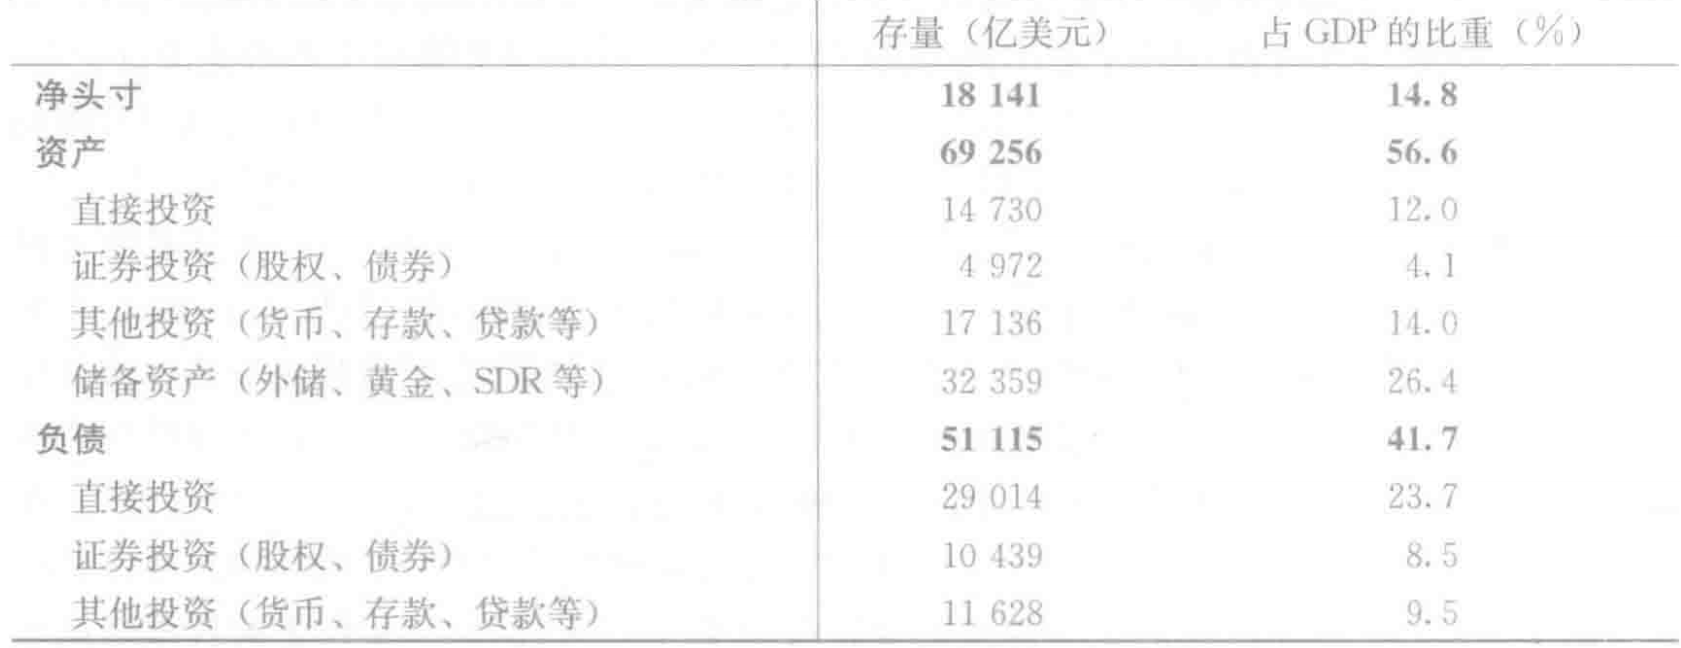 存量（亿美元） 占 GDP 的比重（%）
净头寸 18 141 14.8
资产 69 256 56.6
直接投资 14 730 12.0
证券投资（股权、债券） 4 972 4.1
其他投资（货币、存款、贷款等） 17 136 14.0
储备资产（外储、黄金、SDR 等） 32 359 26.4
负债 51 115 41.7
直接投资 29 014 23.7
证券投资（股权、债券） 10 439 8.5
其他投资（货币、存款、贷款等） 11 628 9.5